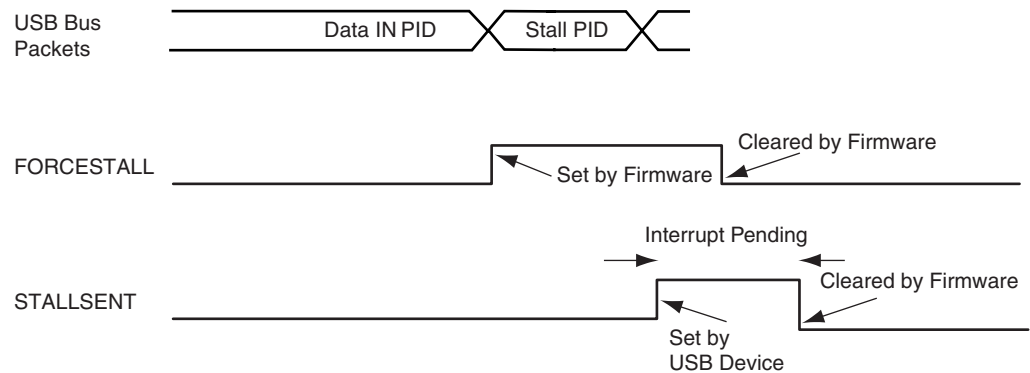 USB Bus
Packets
Data IN PID
Stall PID
FORCESTALL
Set by Firmware
Cleared by Firmware
Interrupt Pending
STALLSENT
Cleared by Firmware
Set by
USB Device